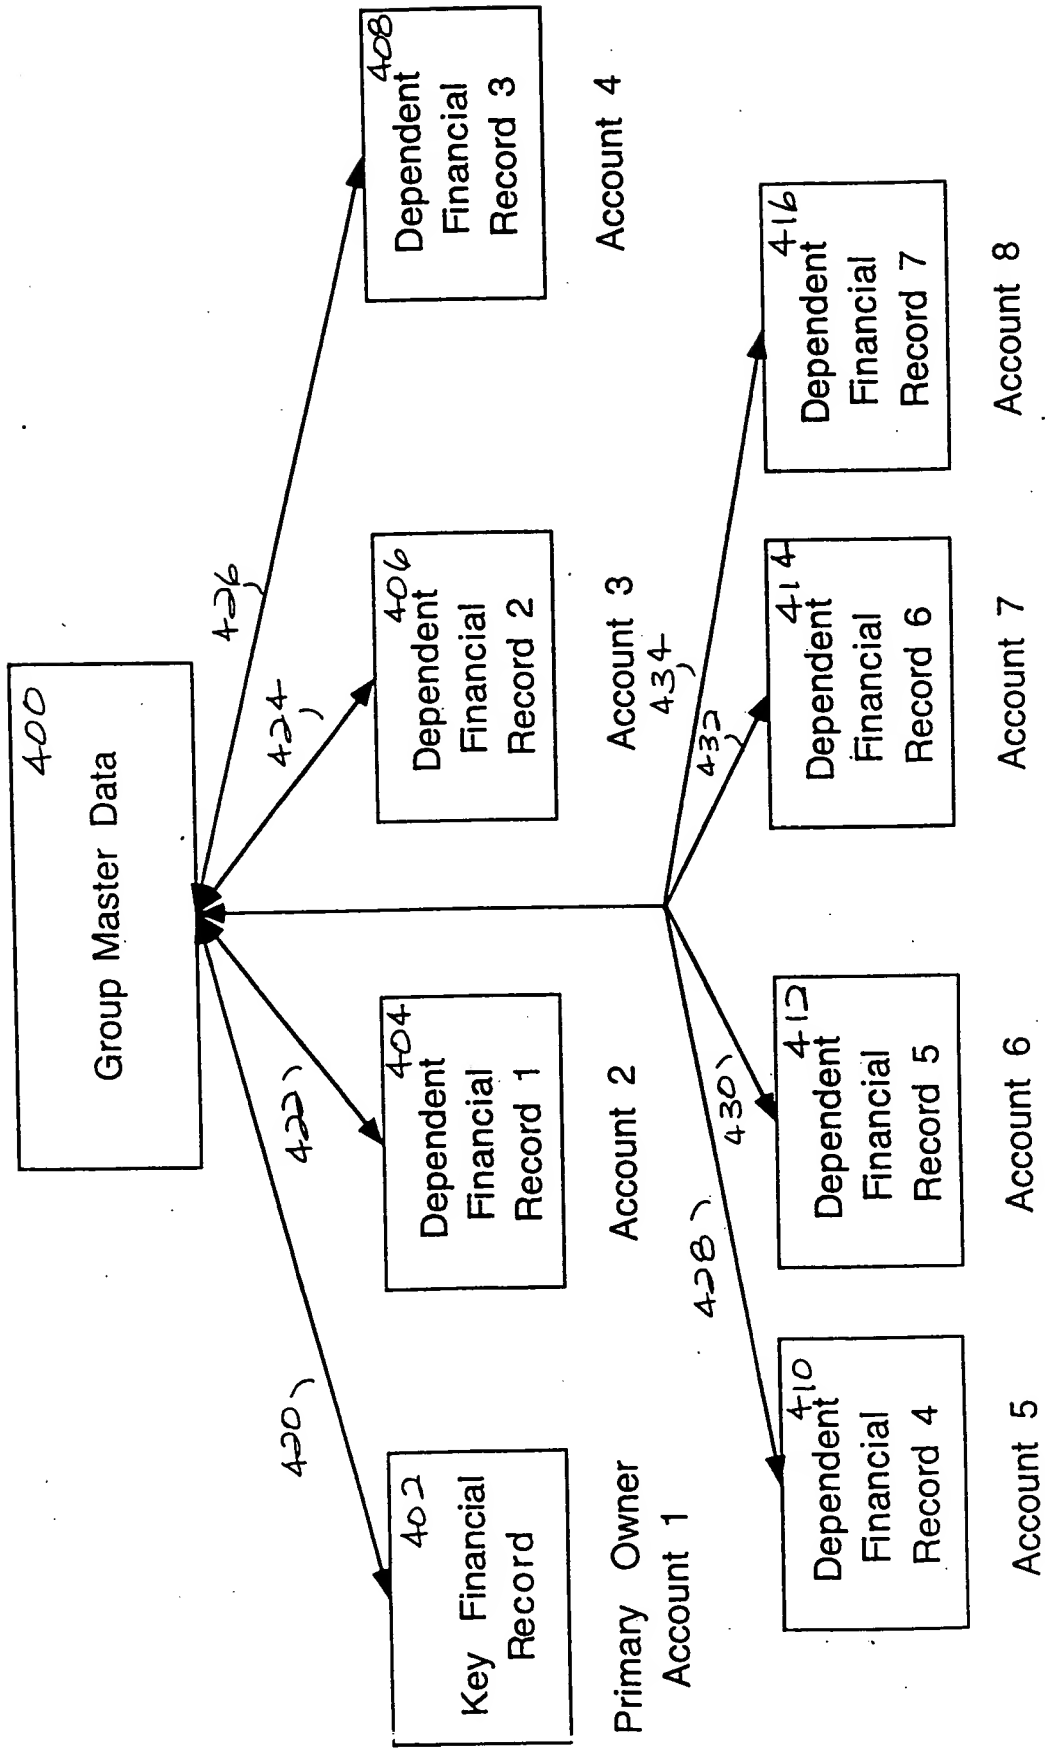 400
Group Master Data
420
422
424
426
402
Key Financial
Record
Primary Owner
Account 1
404
Dependent
Financial
Record 1
Account 2
406
Dependent
Financial
Record 2
Account 3
408
Dependent
Financial
Record 3
Account 4
428
430
432
434
410
Dependent
Financial
Record 4
Account 5
412
Dependent
Financial
Record 5
Account 6
414
Dependent
Financial
Record 6
Account 7
416
Dependent
Financial
Record 7
Account 8